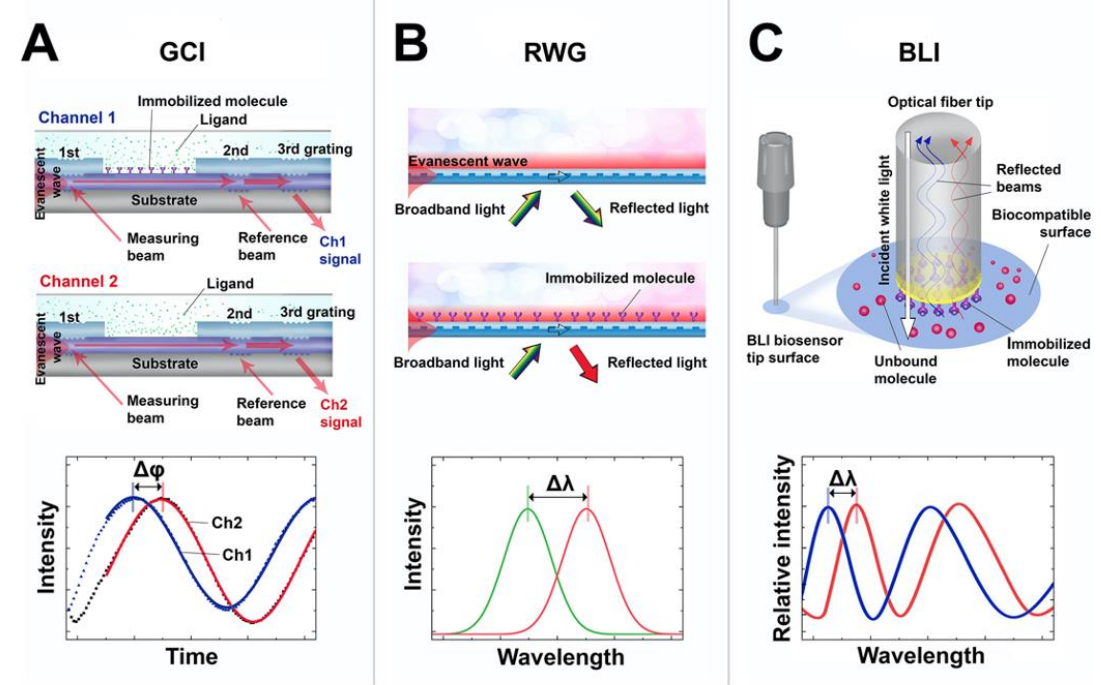 A
GCI
Channel 1
Immobilized molecule
Ligand
1st
2nd
3rd grating
Evanescent
wave
Substrate
Measuring
beam
Reference
beam
Ch1
signal
Channel 2
Ligand
1st
2nd
3rd grating
Evanescent
wave
Substrate
Measuring
beam
Reference
beam
Ch2
signal
Δφ
Ch2
Ch1
Intensity
Time
B
RWG
Evanescent wave
Broadband light
Reflected light
Immobilized molecule
Broadband light
Reflected light
Δλ
Intensity
Wavelength
C
BLI
Optical fiber tip
Incident white light
Reflected
beams
Biocompatible
surface
BLI biosensor
tip surface
Unbound
molecule
Immobilized
molecule
Δλ
Relative intensity
Wavelength